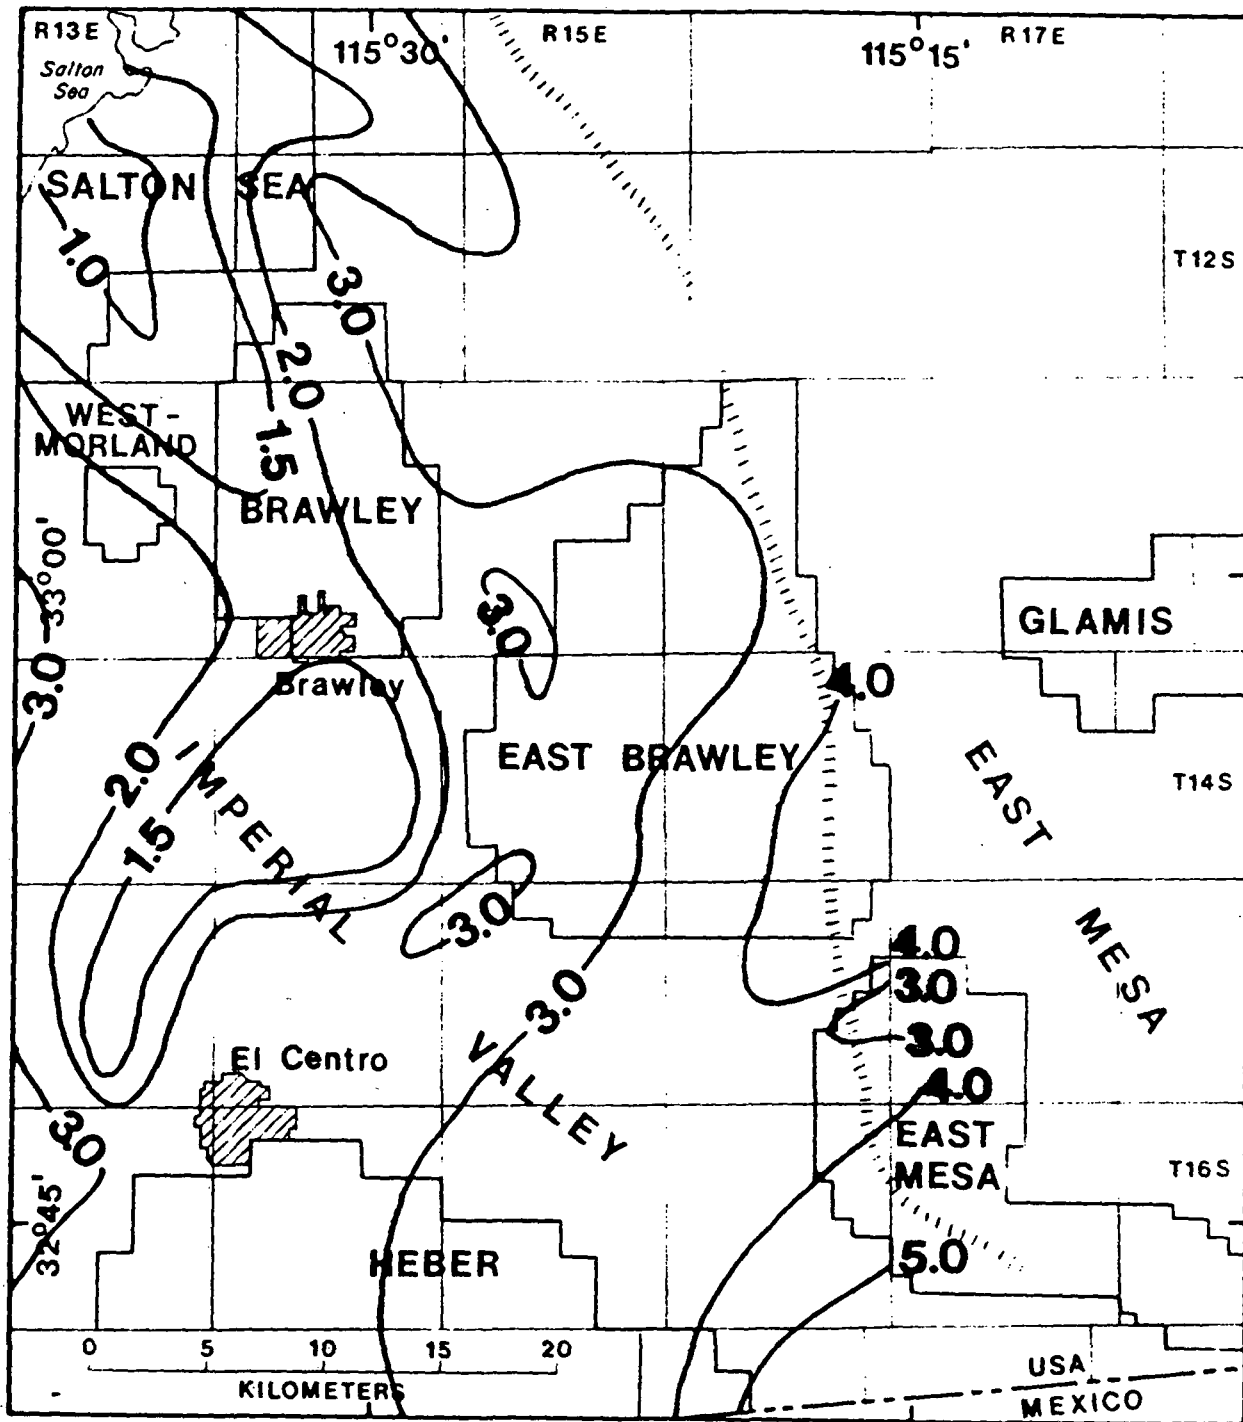 R13E
115°30'
R15E
115°15'
R17E
Salton
Sea
SALTON SEA
1.0
3.0
T12S
2.0
WEST-
MORLAND
1.5
BRAWLEY
33°00'
3.0
GLAMIS
3.0
Brawley
4.0
EAST BRAWLEY
2.0
1.5
IMPERIAL
EAST
T14S
3.0
MESA
4.0
3.0
3.0
3.0
El Centro
VALLEY
4.0
3.0
EAST
MESA
T16S
32°45'
HEBER
5.0
0 5 10 15 20
KILOMETERS
USA
MEXICO